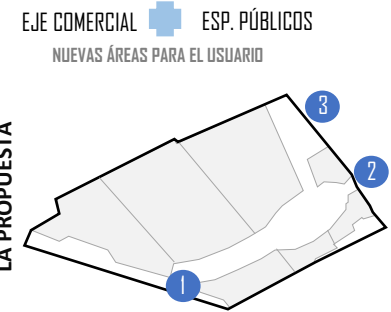 EJE COMERCIAL ESP. PÚBLICOS
NUEVAS ÁREAS PARA EL USUARIO
LA PROPUESTA
3
2
1